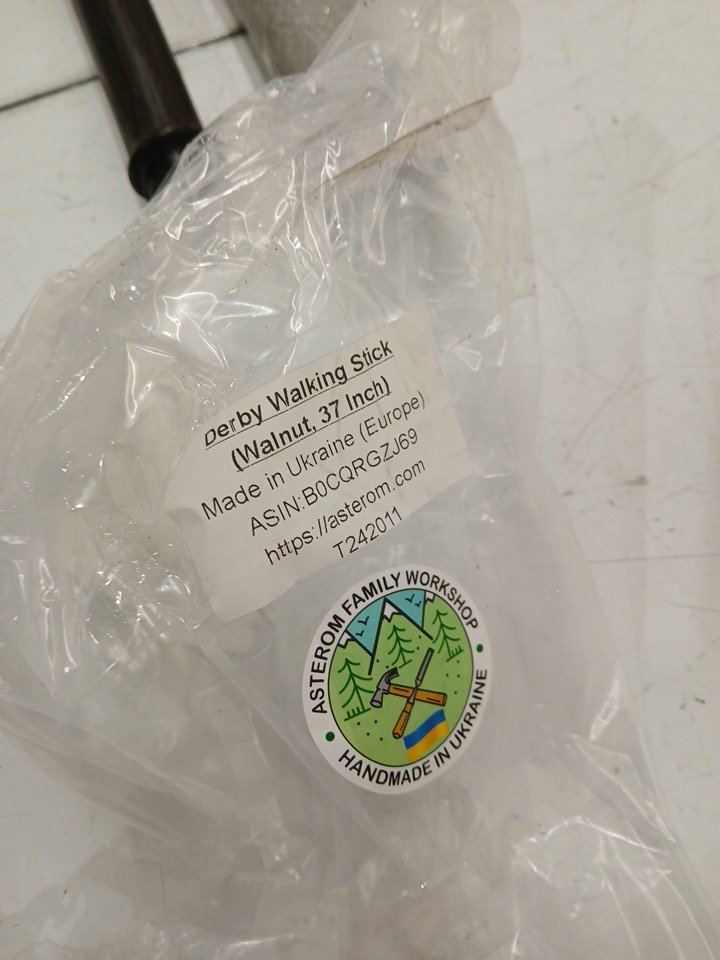 Derby Walking Stick
(Walnut, 37 Inch)
Made in Ukraine (Europe)
ASIN:B0CQRGZJ69
https://asterom.com
T242011
ASTEROM FAMILY WORKSHOP
HANDMADE IN UKRAINE